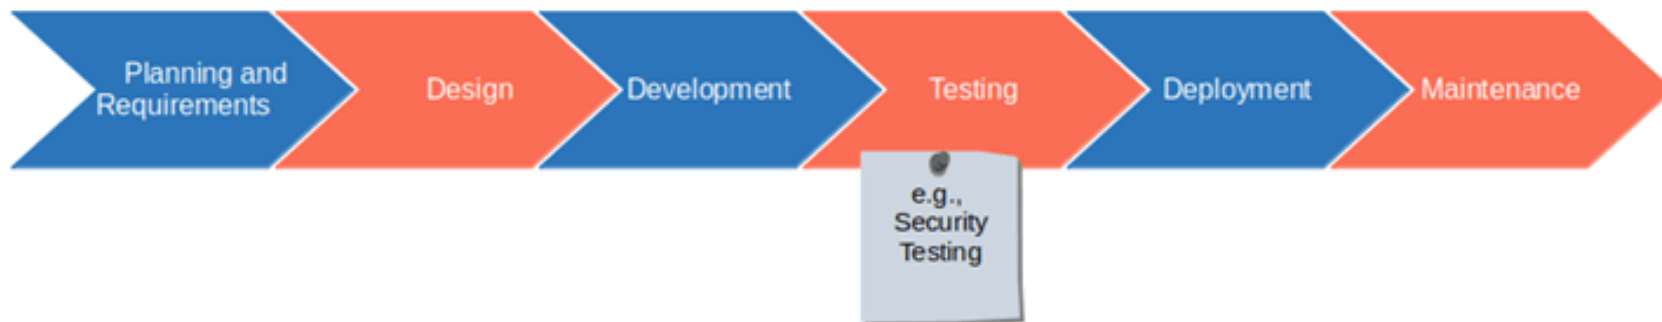 Planning and
Requirements
Design
Development
Testing
Deployment
Maintenance
e.g.,
Security
Testing